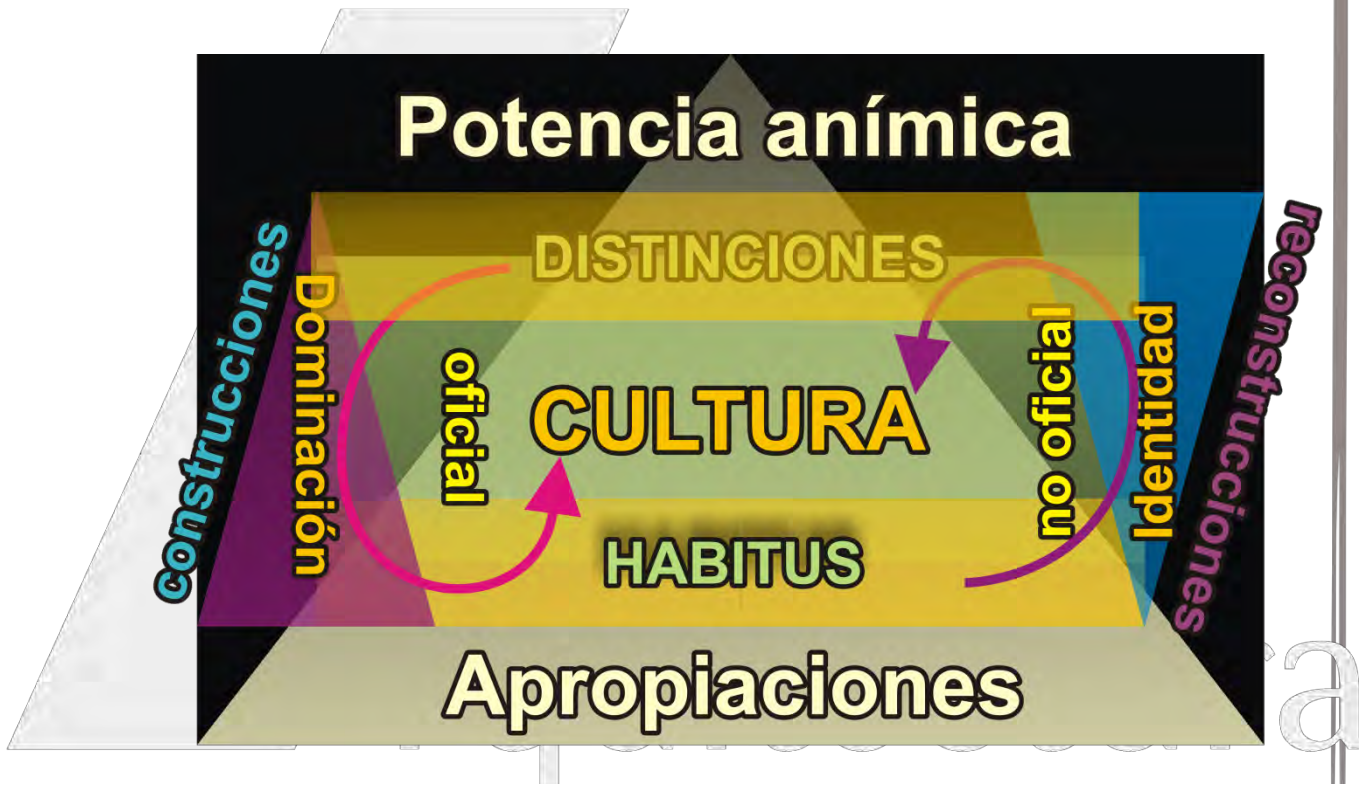 Potencia anímica
DISTINCIONES
construcciones
Dominación
oficial
CULTURA
no oficial
Identidad
reconstrucciones
HABITUS
Apropiaciones